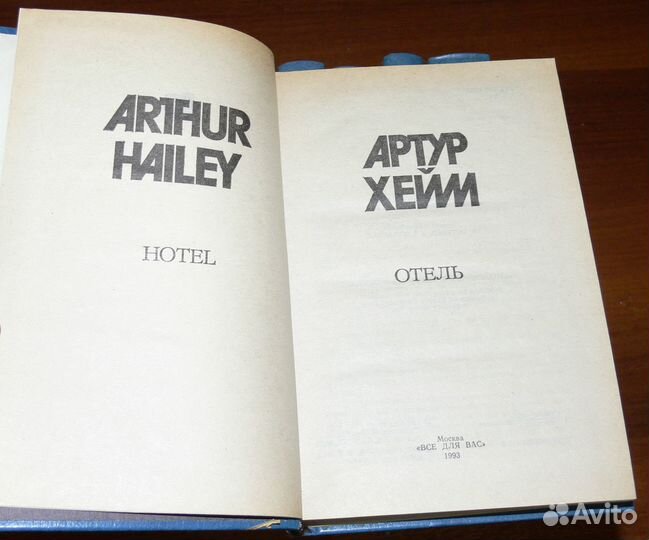 ARTHUR
HAILEY
HOTEL
АРТУР
ХЕЙЛИ
ОТЕЛЬ
Москва
«ВСЕ ДЛЯ ВАС»
1993
Avito